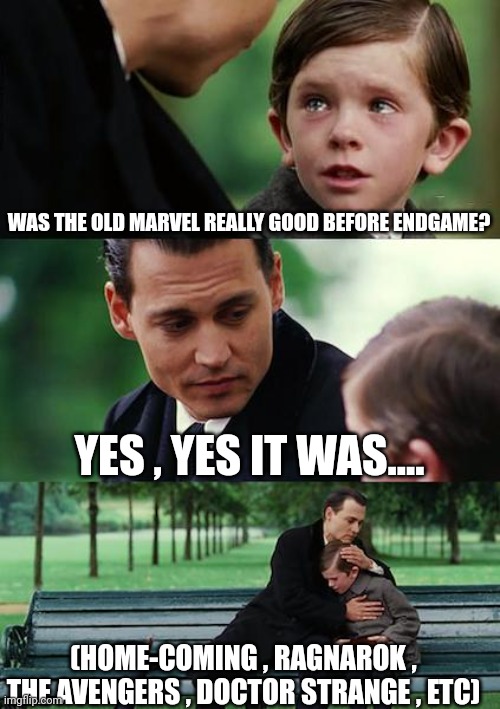 WAS THE OLD MARVEL REALLY GOOD BEFORE ENDGAME?
YES , YES IT WAS....
(HOME-COMING , RAGNAROK ,
THE AVENGERS , DOCTOR STRANGE , ETC)
imgflip.com